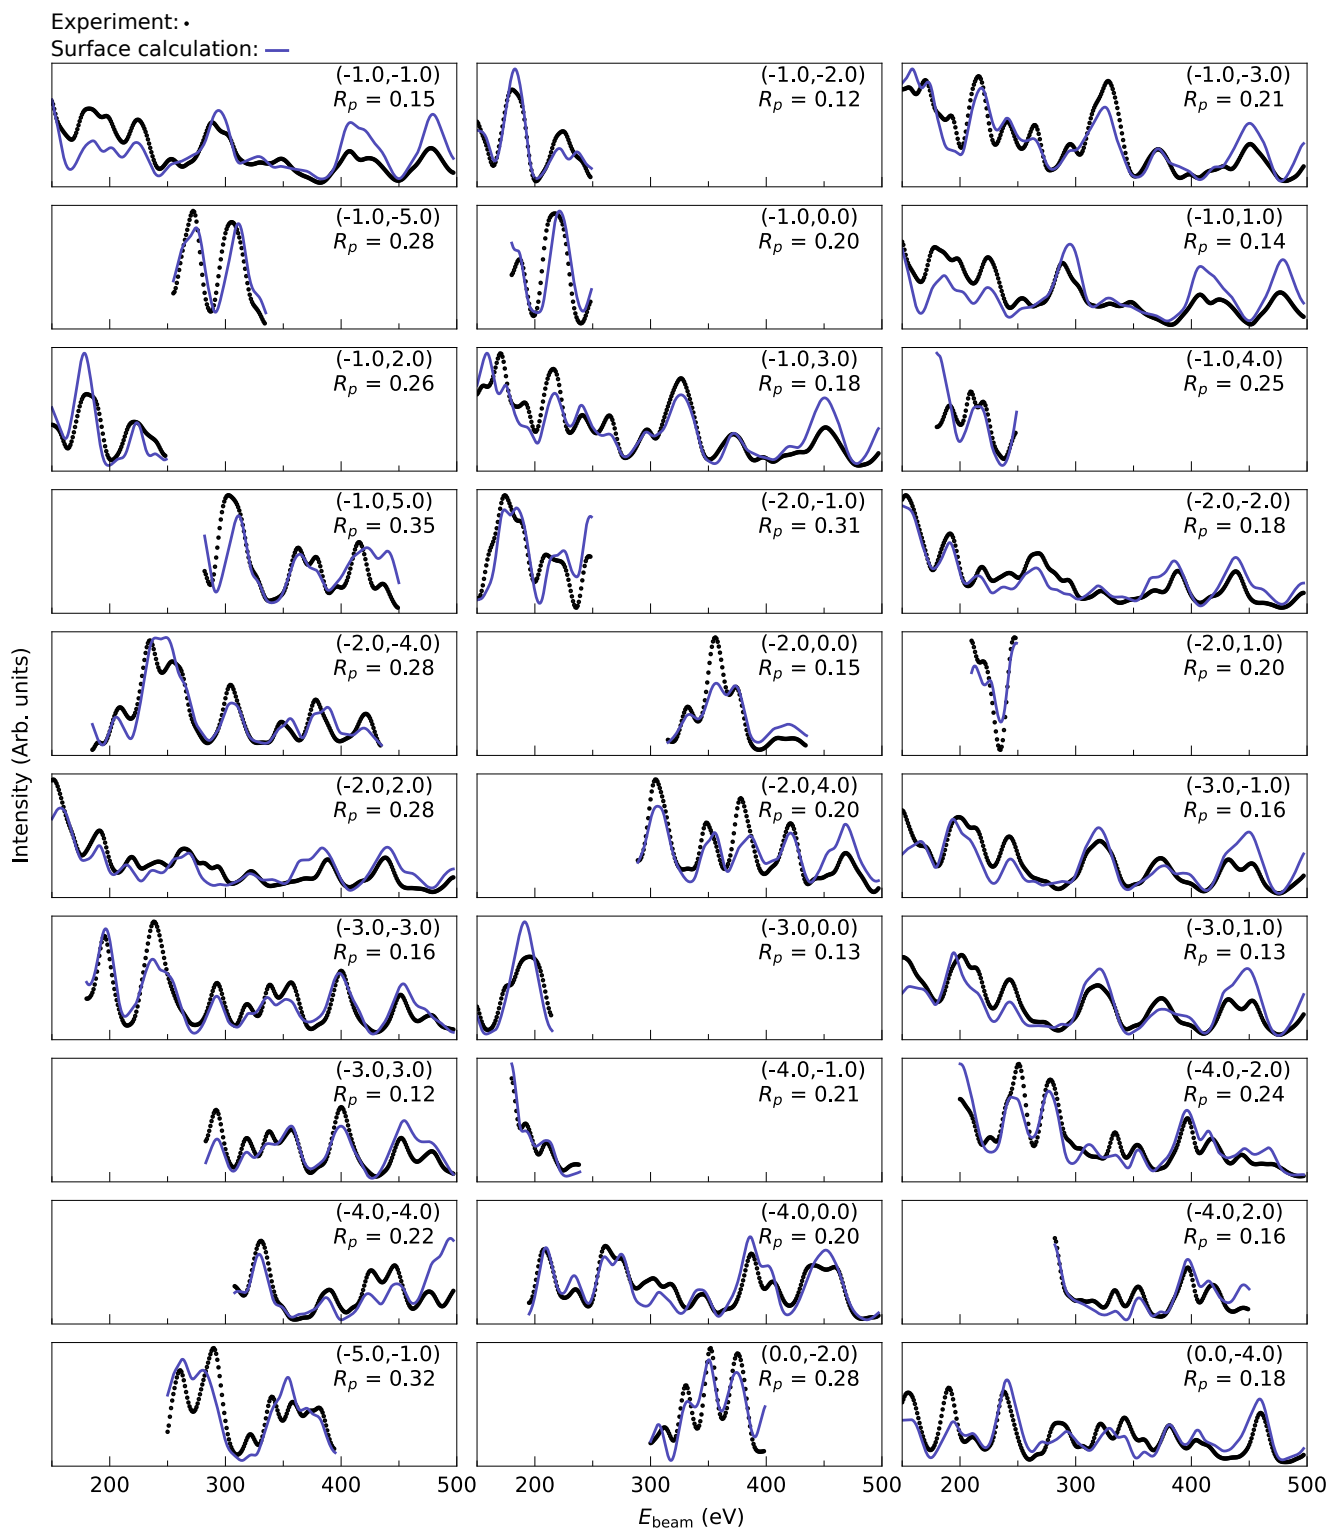 Experiment: •
Surface calculation: —
(-1.0,-1.0)
R_p = 0.15
(-1.0,-2.0)
R_p = 0.12
(-1.0,-3.0)
R_p = 0.21
(-1.0,-5.0)
R_p = 0.28
(-1.0,0.0)
R_p = 0.20
(-1.0,1.0)
R_p = 0.14
(-1.0,2.0)
R_p = 0.26
(-1.0,3.0)
R_p = 0.18
(-1.0,4.0)
R_p = 0.25
(-1.0,5.0)
R_p = 0.35
(-2.0,-1.0)
R_p = 0.31
(-2.0,-2.0)
R_p = 0.18
(-2.0,-4.0)
R_p = 0.28
(-2.0,0.0)
R_p = 0.15
(-2.0,1.0)
R_p = 0.20
(-2.0,2.0)
R_p = 0.28
(-2.0,4.0)
R_p = 0.20
(-3.0,-1.0)
R_p = 0.16
(-3.0,-3.0)
R_p = 0.16
(-3.0,0.0)
R_p = 0.13
(-3.0,1.0)
R_p = 0.13
(-3.0,3.0)
R_p = 0.12
(-4.0,-1.0)
R_p = 0.21
(-4.0,-2.0)
R_p = 0.24
(-4.0,-4.0)
R_p = 0.22
(-4.0,0.0)
R_p = 0.20
(-4.0,2.0)
R_p = 0.16
(-5.0,-1.0)
R_p = 0.32
(0.0,-2.0)
R_p = 0.28
(0.0,-4.0)
R_p = 0.18
Intensity (Arb. units)
200 300 400 500 200 300 400 500 200 300 400 500
E_beam (eV)